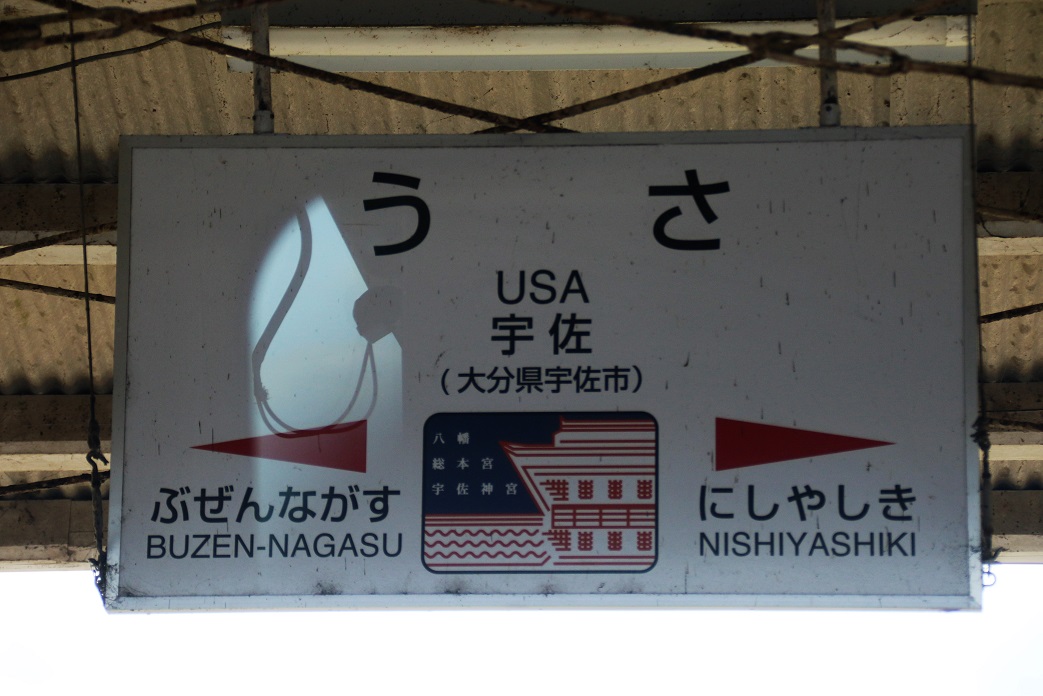 うさ
USA
宇佐
(大分県宇佐市)
八幡
総本宮
宇佐神宮
ぶぜんながす
BUZEN-NAGASU
にしやしき
NISHIYASHIKI